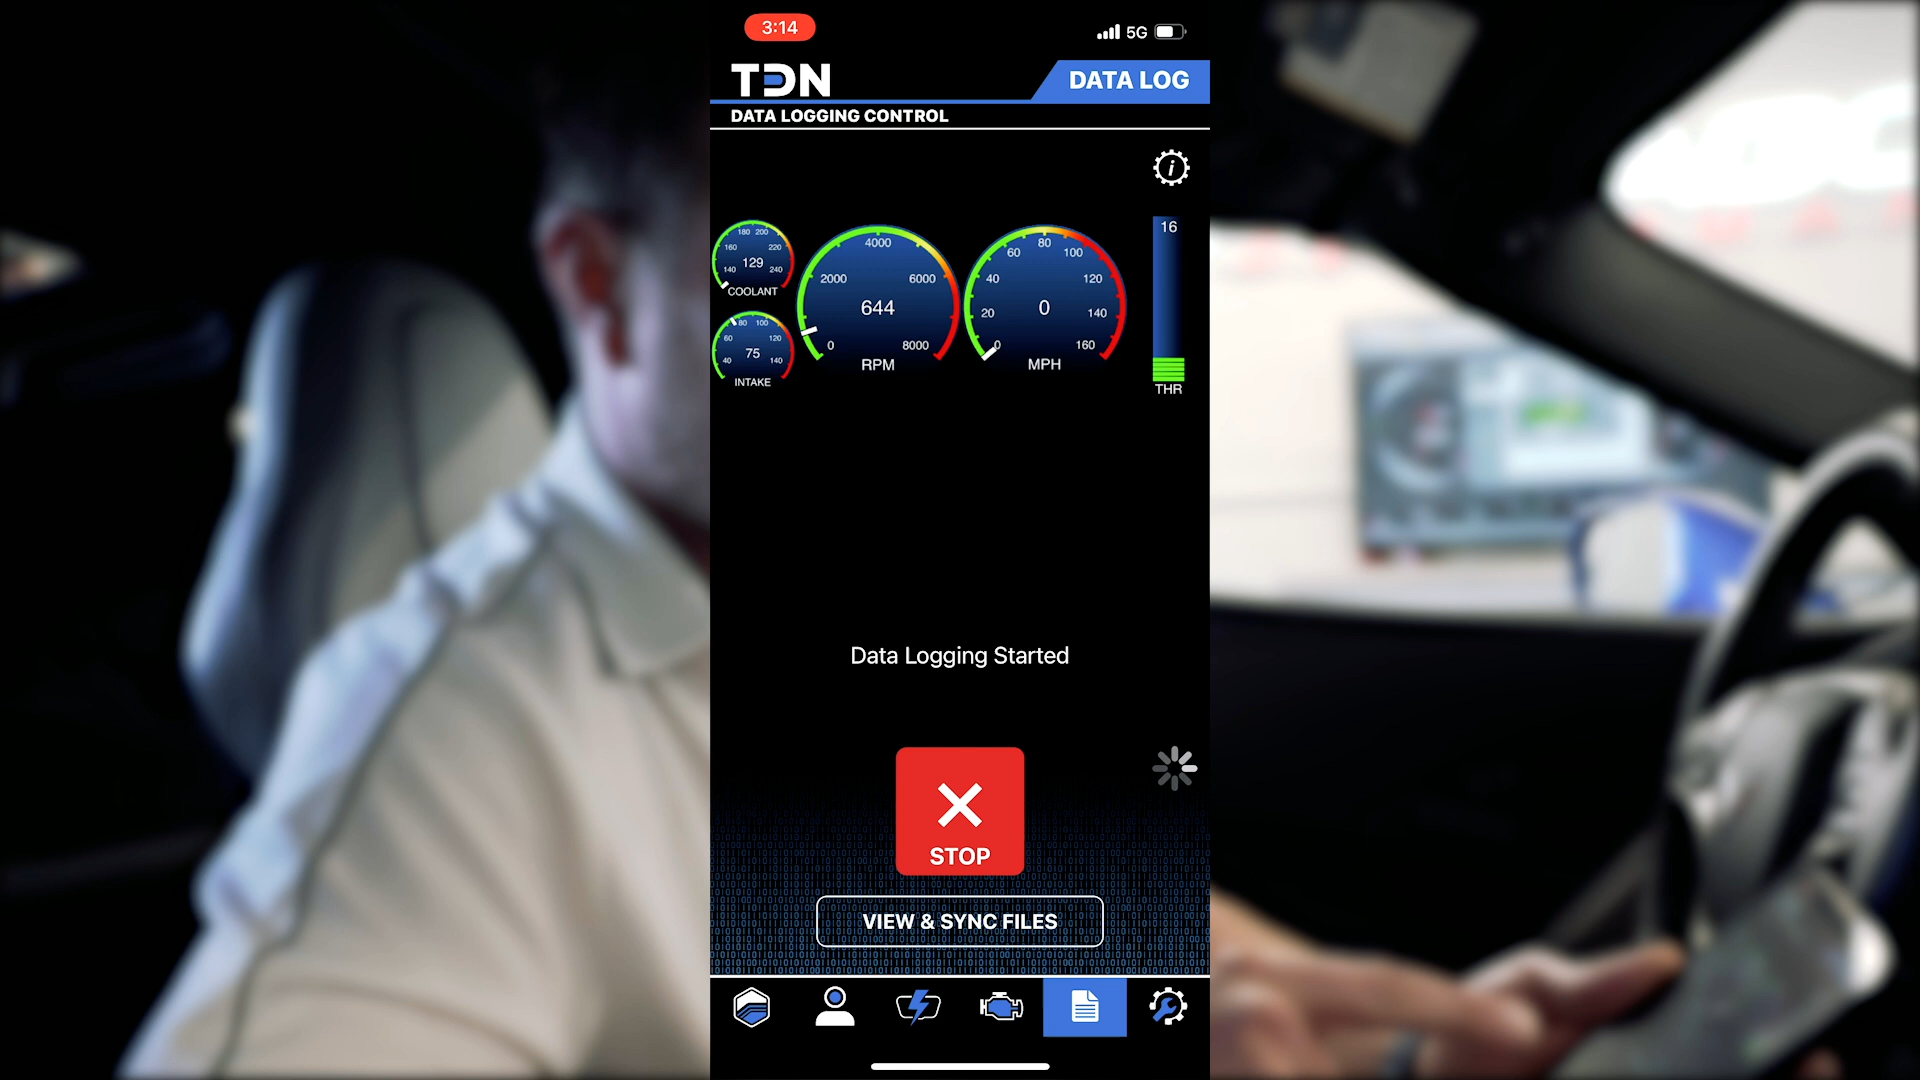 3:14
5G
TDN
DATA LOG
DATA LOGGING CONTROL
i
140 160 180 200 220 240
129
COOLANT
40 60 80 100 120 140
75
INTAKE
0 2000 4000 6000 8000
644
RPM
0 20 40 60 80 100 120 140 160
0
MPH
16
THR
Data Logging Started
STOP
VIEW & SYNC FILES